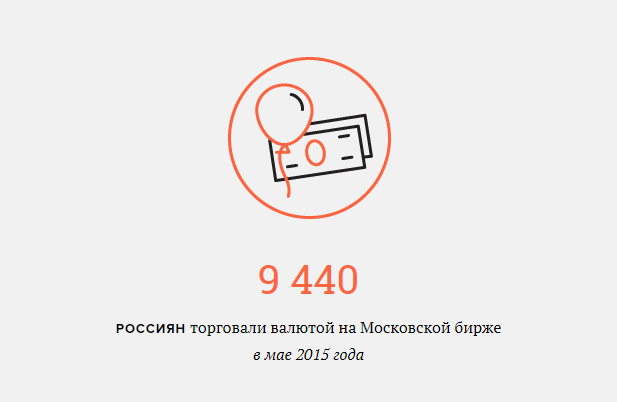 9 440
РОССИЯН торговали валютой на Московской бирже
в мае 2015 года